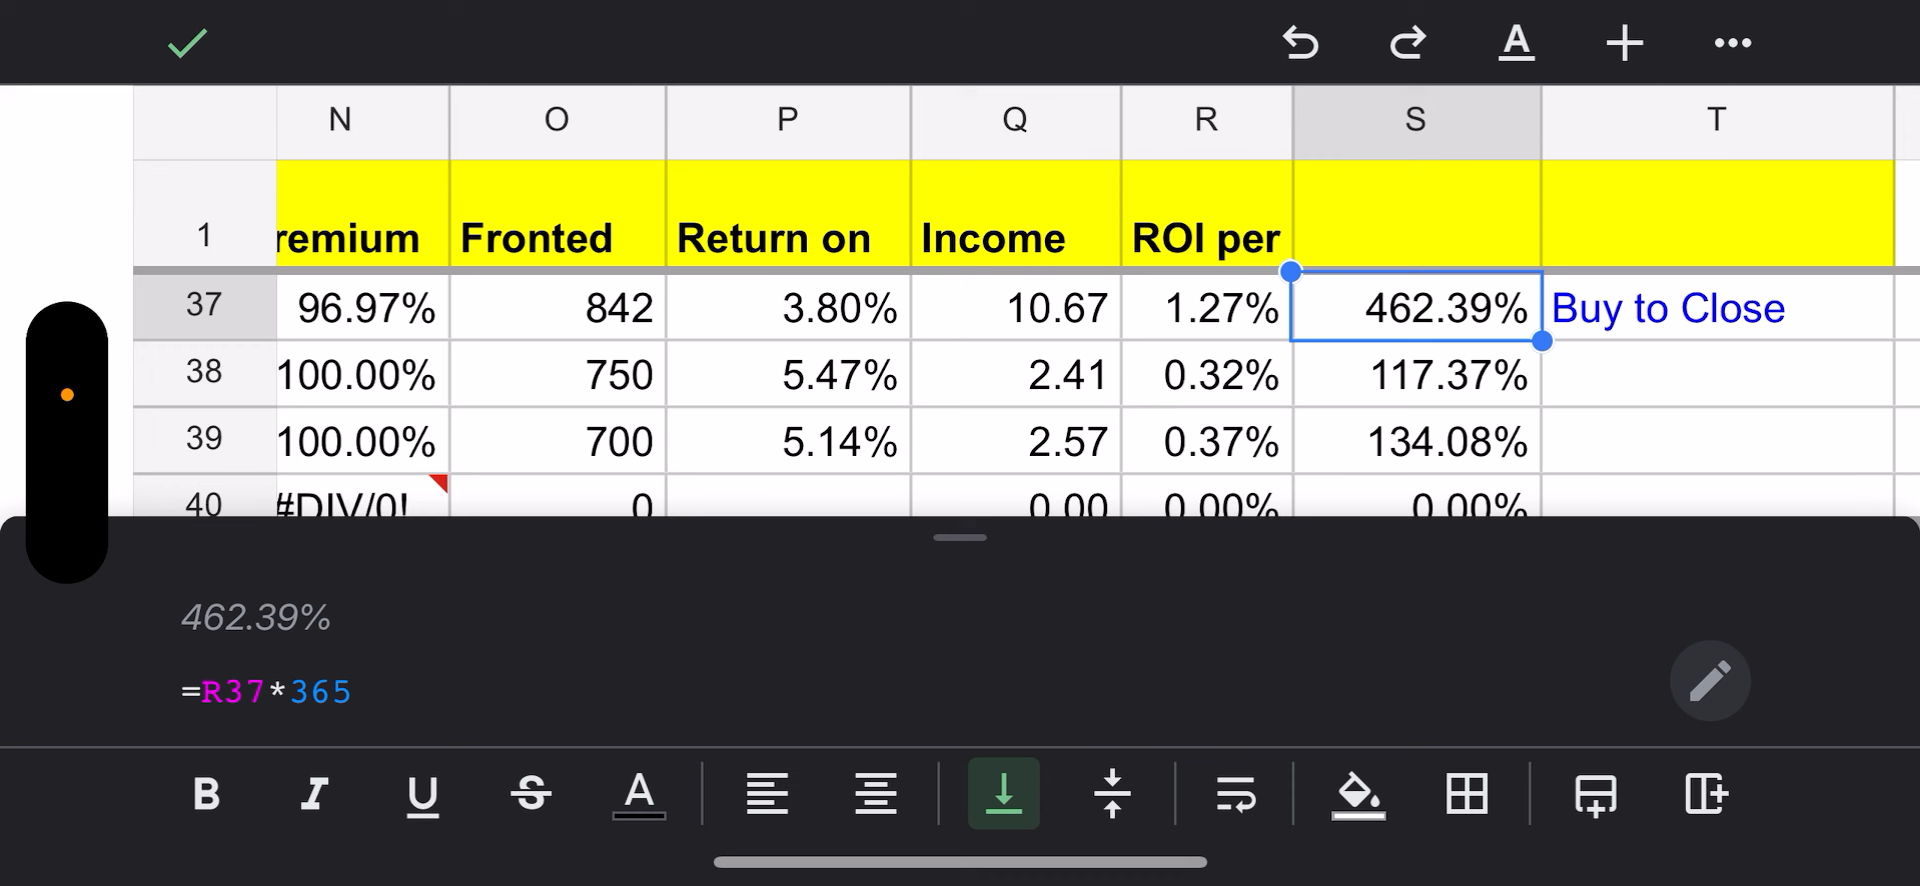 N O P Q R S T
1 remium Fronted Return on Income ROI per
37 96.97% 842 3.80% 10.67 1.27% 462.39% Buy to Close
38 100.00% 750 5.47% 2.41 0.32% 117.37%
39 100.00% 700 5.14% 2.57 0.37% 134.08%
40 #DIV/0! 0 0.00 0.00% 0.00%
462.39%
=R37*365
B I U S A